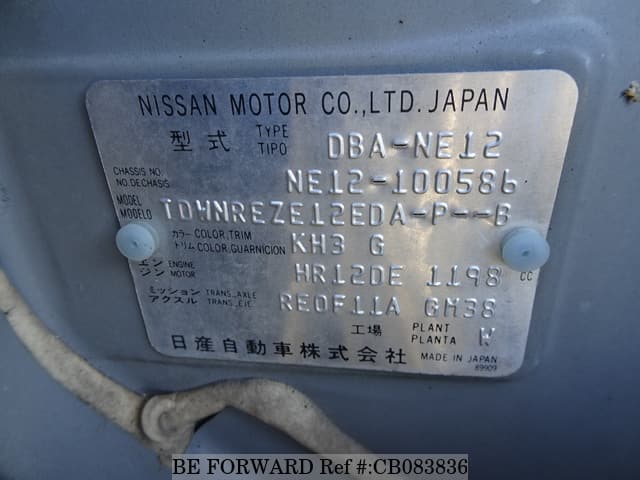 NISSAN MOTOR CO.,LTD. JAPAN
型式 TYPE TIPO DBA-NE12
CHASSIS NO. NO.DECHASIS NE12-100586
MODEL MODELO TDWNREZE12EDA-P--B
カラー COLOR,TRIM トリム COLOR,GUARNICION KH3 G
エンジン ENGINE MOTOR HR12DE 1198 CC
ミッション TRANS.,AXLE アクスル TRANS.,EJE RE0F11A GM38
工場 PLANT PLANTA W
日産自動車株式会社 MADE IN JAPAN
89909
BE FORWARD Ref #:CB083836